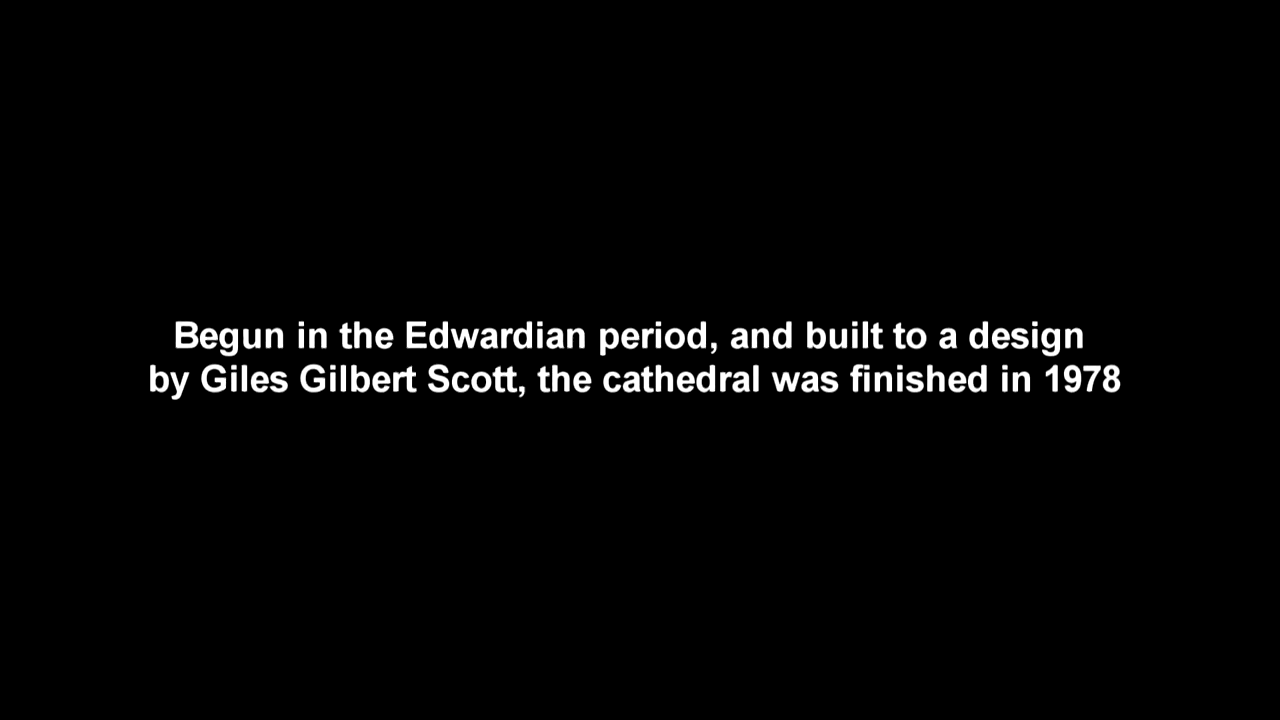 Begun in the Edwardian period, and built to a design
by Giles Gilbert Scott, the cathedral was finished in 1978